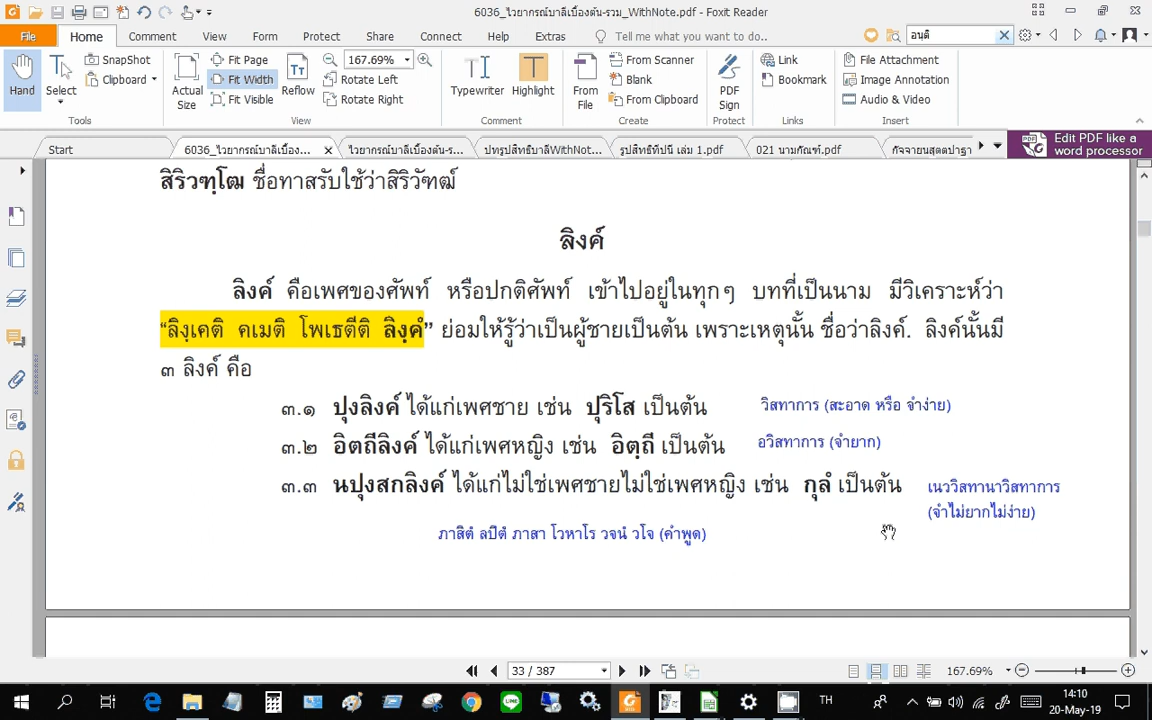 6036_ไวยากรณ์บาลีเบื้องต้น-รวม_WithNote.pdf - Foxit Reader
File Home Comment View Form Protect Share Connect Help Extras Tell me what you want to do.. อนุตี
Hand Select SnapShot Clipboard Actual Size Fit Page Fit Width Fit Visible Reflow 167.69% Rotate Left Rotate Right Typewriter Highlight From File From Scanner Blank From Clipboard PDF Sign Link Bookmark File Attachment Image Annotation Audio & Video
Tools View Comment Create Protect Links Insert
Start 6036_ไวยากรณ์บาลีเบื้องต้น... ไวยากรณ์บาลีเบื้องต้น-ร... ปทรูปสิทธิบาลีWithNot... รูปสิทธิทีปนี เล่ม 1.pdf 021 นามกัณฑ์.pdf กัจจายนสุตตปาฐา Edit PDF like a word processor
สิริวฑฺโฒ ชื่อทาสรับใช้ว่าสิริวัฑฒ์
ลิงค์
ลิงค์ คือเพศของศัพท์ หรือปกติศัพท์ เข้าไปอยู่ในทุกๆ บทที่เป็นนาม มีวิเคราะห์ว่า
“ลิงฺเคติ คเมติ โพเธตีติ ลิงฺคํ” ย่อมให้รู้ว่าเป็นผู้ชายเป็นต้น เพราะเหตุนั้น ชื่อว่าลิงค์. ลิงค์นั้นมี
๓ ลิงค์ คือ
๓.๑ ปุงลิงค์ ได้แก่เพศชาย เช่น ปุริโส เป็นต้น วิสทาการ (สะอาด หรือ จำง่าย)
๓.๒ อิตถีลิงค์ ได้แก่เพศหญิง เช่น อิตฺถี เป็นต้น อวิสทาการ (จำยาก)
๓.๓ นปุงสกลิงค์ ได้แก่ไม่ใช่เพศชายไม่ใช่เพศหญิง เช่น กุลํ เป็นต้น เนววิสทานาวิสทาการ
(จำไม่ยากไม่ง่าย)
ภาสิตํ ลปิตํ ภาสา โวหาโร วจนํ วโจ (คำพูด)
33 / 387 167.69%
TH 14:10
20-May-19